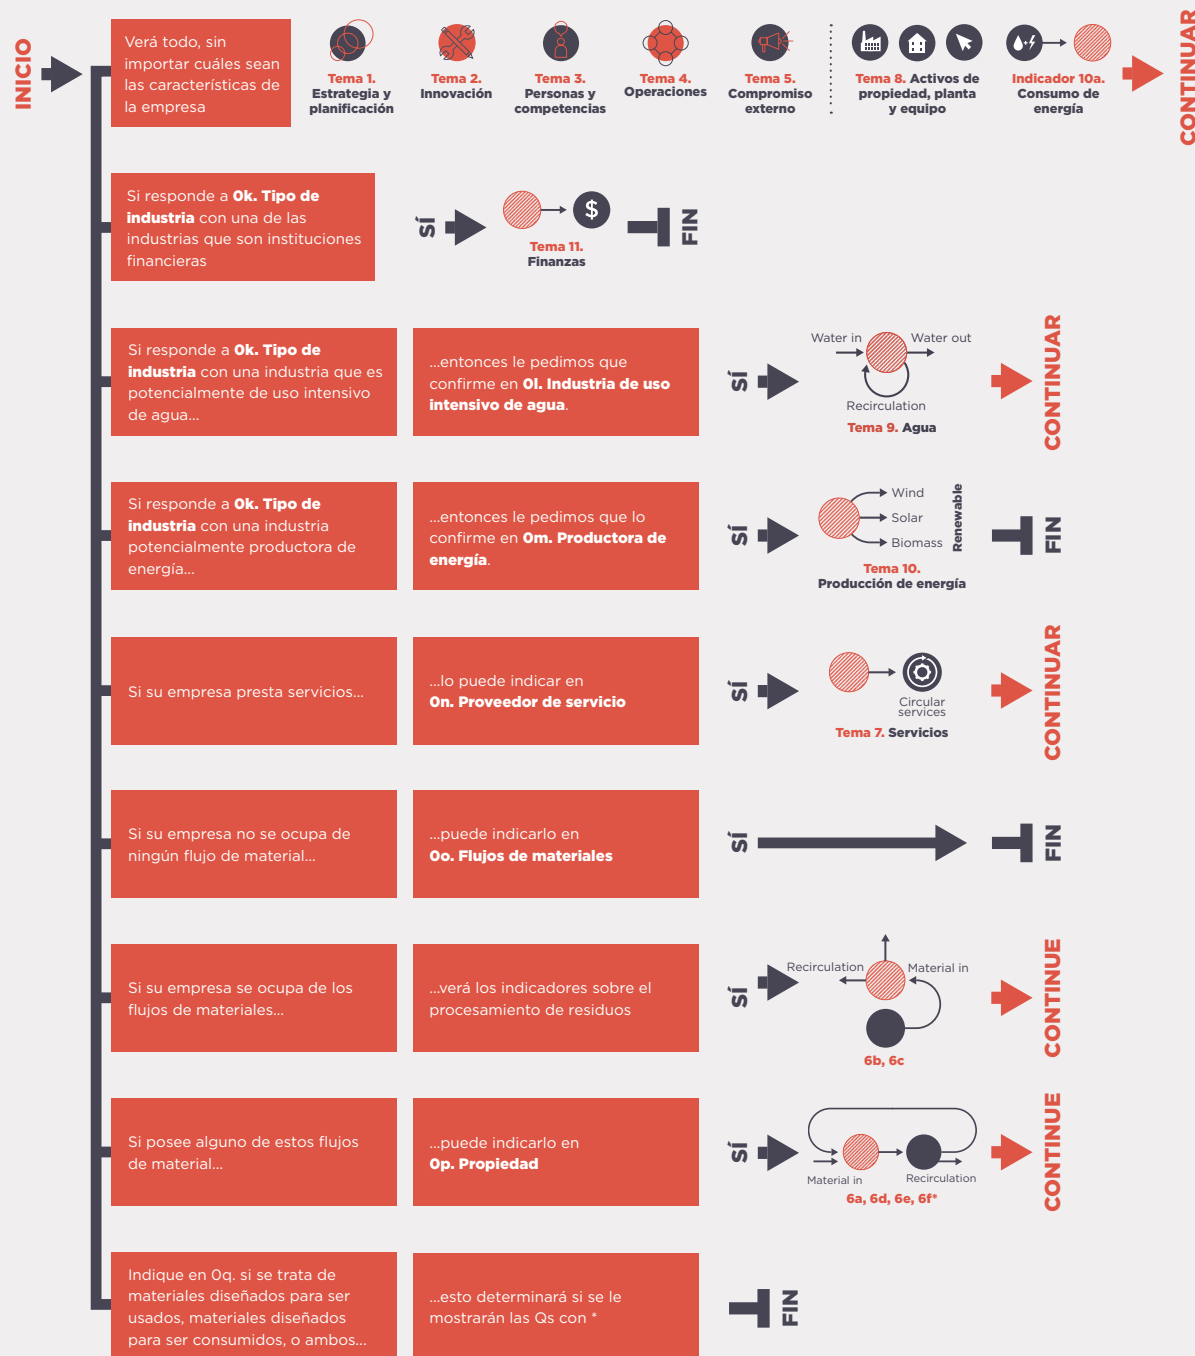 INICIO
Verá todo, sin
importar cuáles sean
las características de
la empresa
Tema 1.
Estrategia y
planificación
Tema 2.
Innovación
Tema 3.
Personas y
competencias
Tema 4.
Operaciones
Tema 5.
Compromiso
externo
Tema 8. Activos de
propiedad, planta
y equipo
Indicador 10a.
Consumo de
energía
CONTINUAR
Si responde a 0k. Tipo de
industria con una de las
industrias que son instituciones
financieras
SÍ
$
Tema 11.
Finanzas
FIN
Si responde a 0k. Tipo de
industria con una industria que es
potencialmente de uso intensivo
de agua...
...entonces le pedimos que
confirme en 0l. Industria de uso
intensivo de agua.
SÍ
Water in
Water out
Recirculation
Tema 9. Agua
CONTINUAR
Si responde a 0k. Tipo de
industria con una industria
potencialmente productora de
energía...
...entonces le pedimos que lo
confirme en 0m. Productora de
energía.
SÍ
Wind
Solar
Biomass
Renewable
Tema 10.
Producción de energía
FIN
Si su empresa presta servicios...
...lo puede indicar en
0n. Proveedor de servicio
SÍ
Circular
services
Tema 7. Servicios
CONTINUAR
Si su empresa no se ocupa de
ningún flujo de material...
...puede indicarlo en
0o. Flujos de materiales
SÍ
FIN
Si su empresa se ocupa de los
flujos de materiales...
...verá los indicadores sobre el
procesamiento de residuos
SÍ
Recirculation
Material in
6b, 6c
CONTINUE
Si posee alguno de estos flujos
de material...
...puede indicarlo en
0p. Propiedad
SÍ
Material in
Recirculation
6a, 6d, 6e, 6f*
CONTINUE
Indique en 0q. si se trata de
materiales diseñados para ser
usados, materiales diseñados
para ser consumidos, o ambos...
...esto determinará si se le
mostrarán las Qs con *
FIN